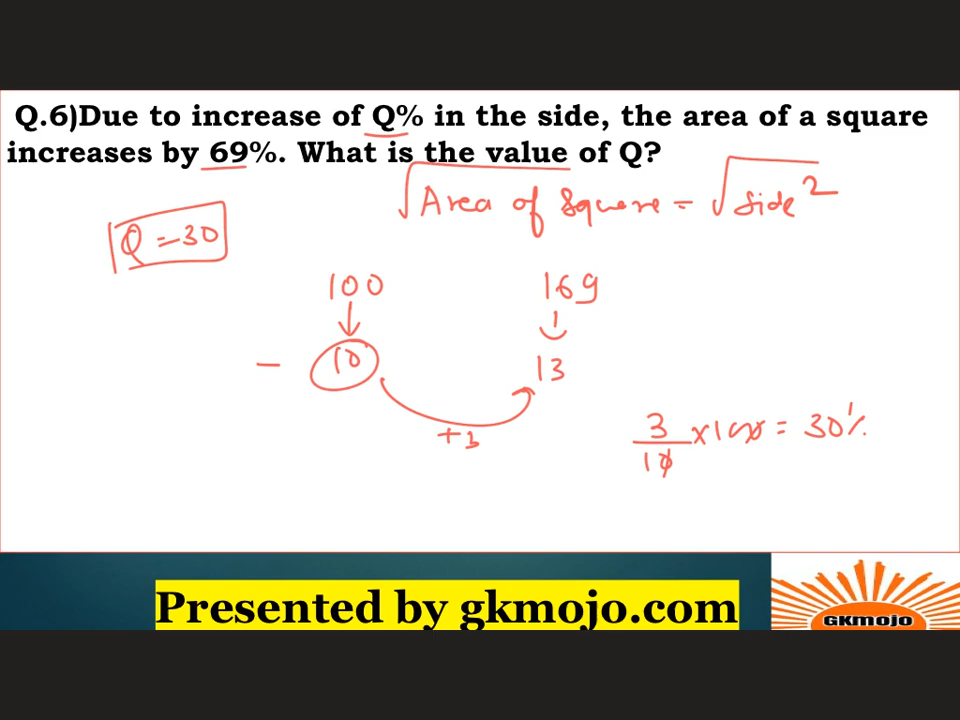 Q.6)Due to increase of Q% in the side, the area of a square
increases by 69%. What is the value of Q?
√Area of Square = √Side²
Q = 30
100 169
- 10 13
+3
3/10 × 100 = 30%
Presented by gkmojo.com
GKmojo